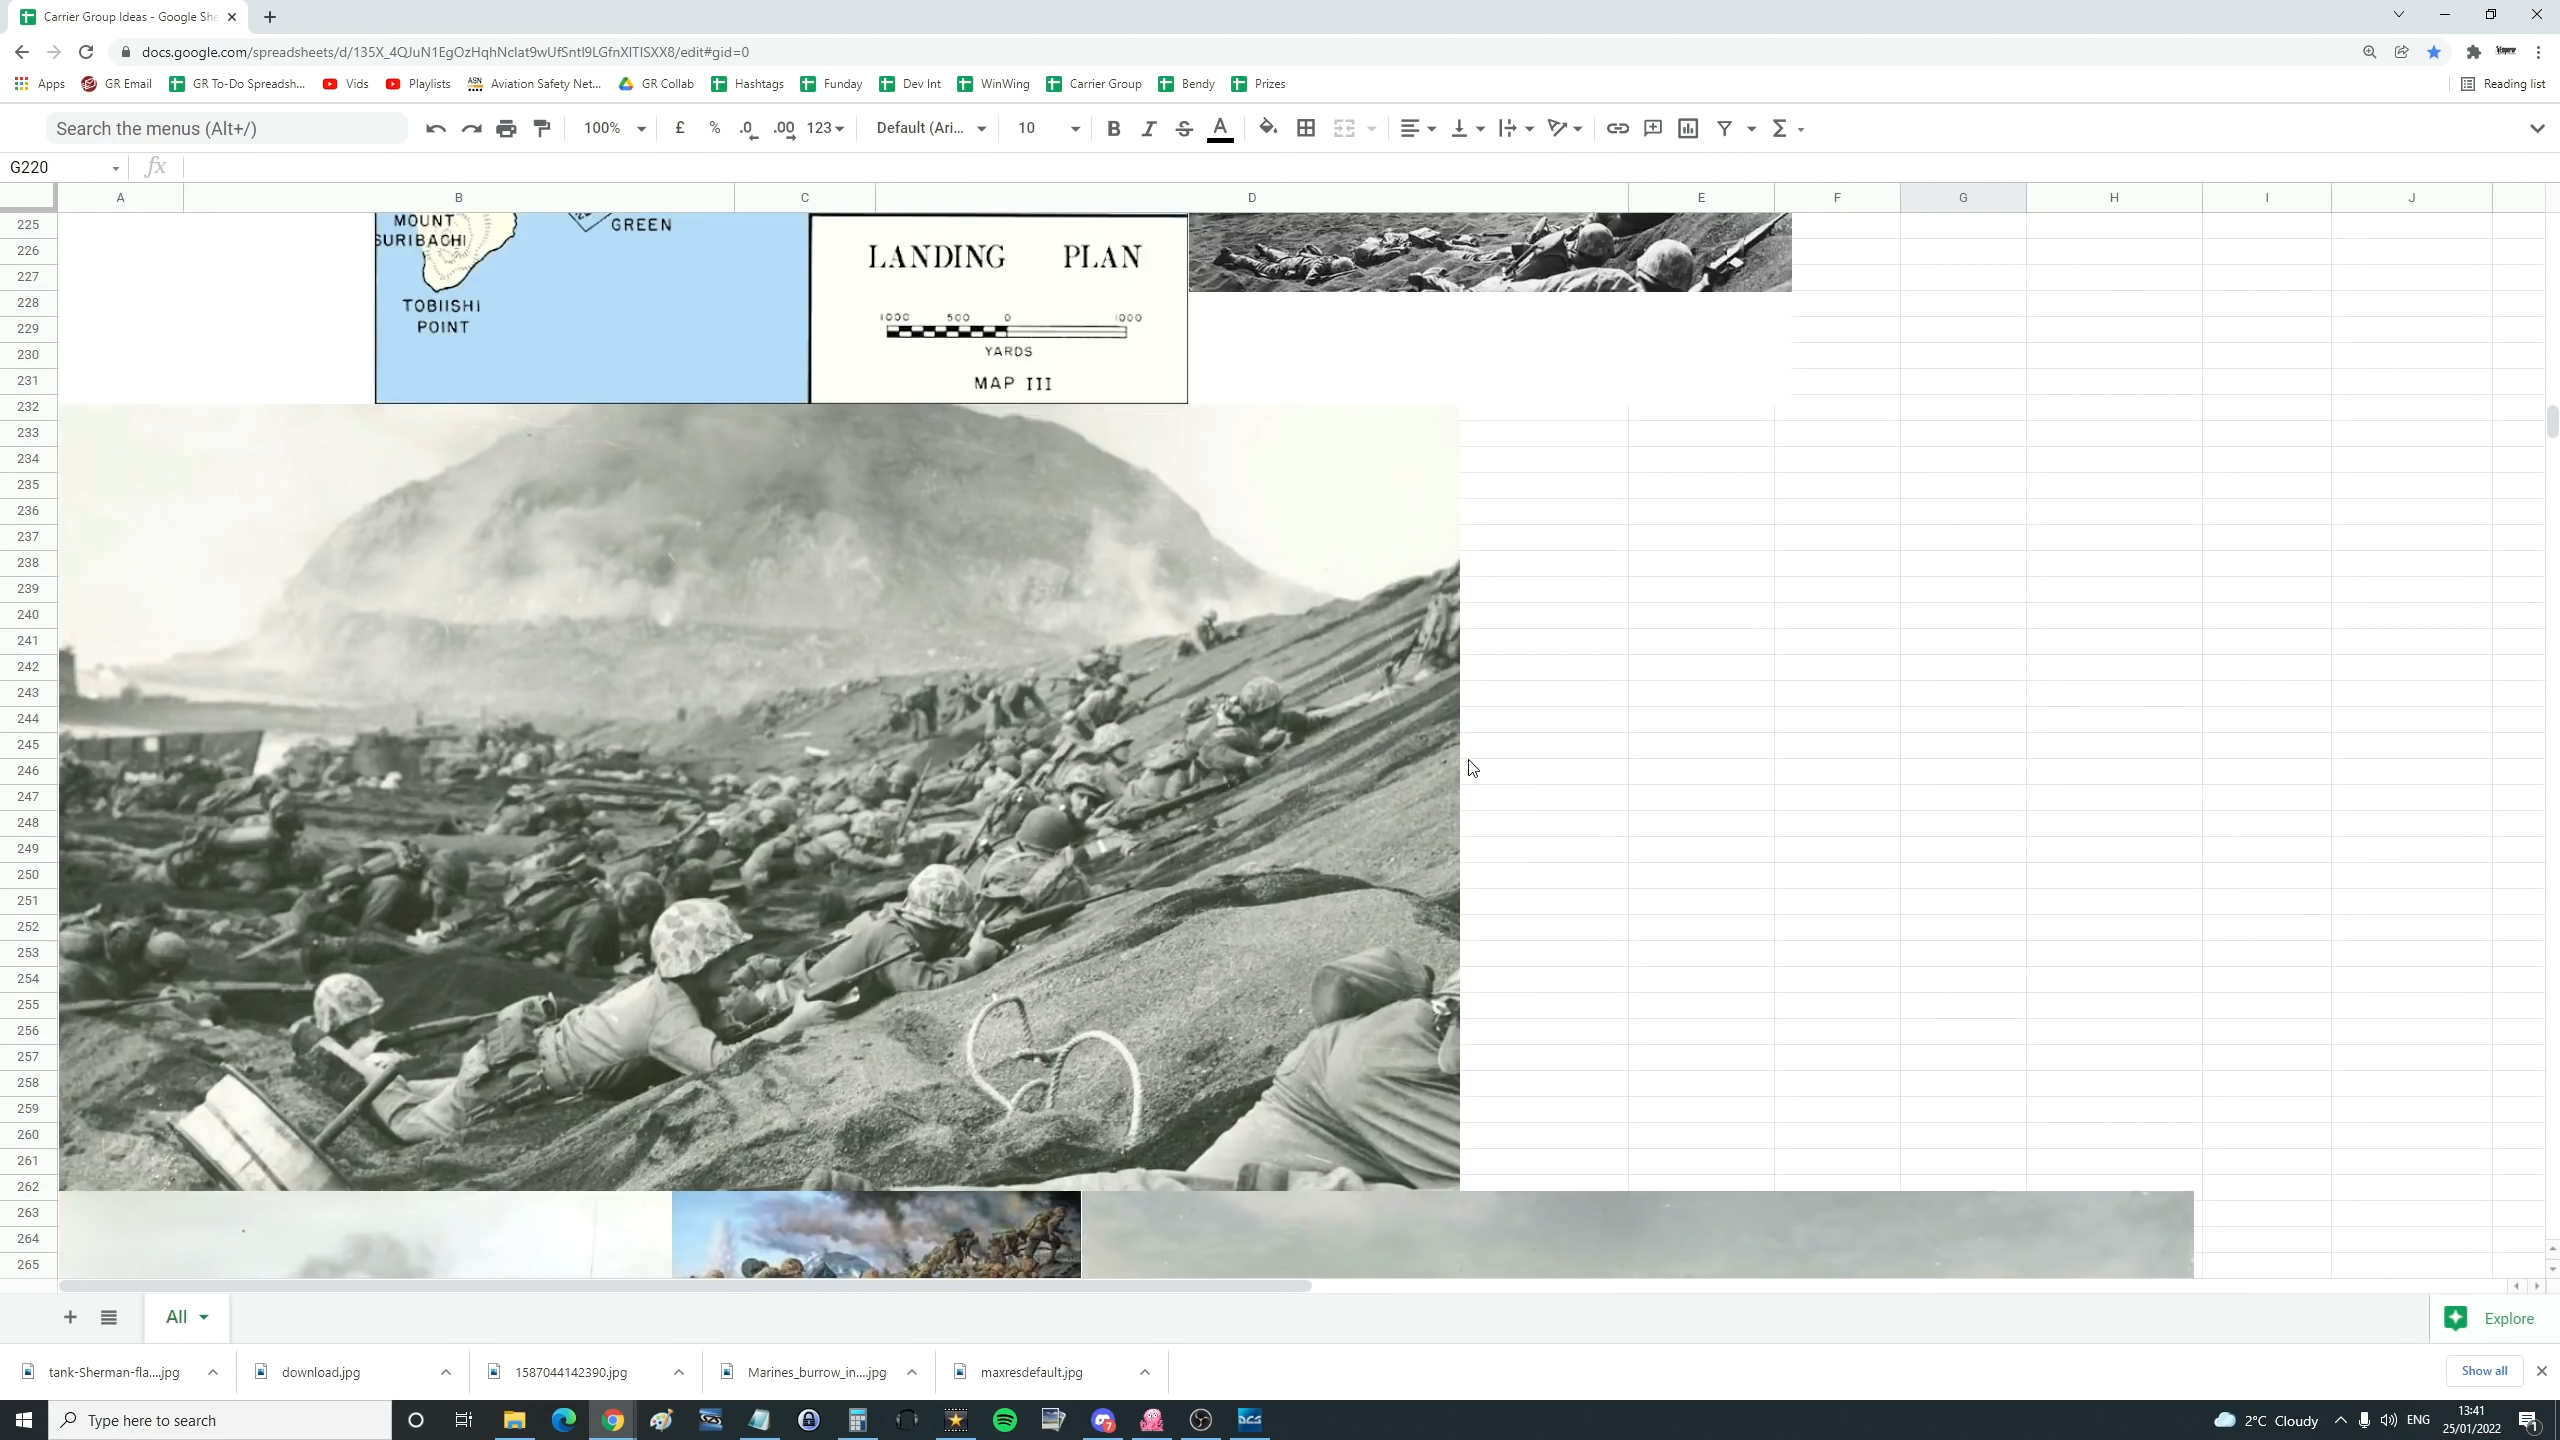 Carrier Group Ideas - Google She
docs.google.com/spreadsheets/d/135X_4QJuN1EgOzHqhNcIat9wUfSntI9LGfnXlTlSXX8/edit#gid=0
Apps GR Email GR To-Do Spreadsh... Vids Playlists ASN Aviation Safety Net... GR Collab Hashtags Funday Dev Int WinWing Carrier Group Bendy Prizes Reading list
Search the menus (Alt+/) 100% £ % .0 .00 123 Default (Ari... 10 B I S A
G220 fx
A B C D E F G H I J
225 MOUNT
SURIBACHI GREEN
226 LANDING PLAN
227
228 TOBIISHI
229 POINT 1000 500 0 1000
230 YARDS
231 MAP III
232
233
234
235
236
237
238
239
240
241
242
243
244
245
246
247
248
249
250
251
252
253
254
255
256
257
258
259
260
261
262
263
264
265
All Explore
tank-Sherman-fla....jpg download.jpg 1587044142390.jpg Marines_burrow_in....jpg maxresdefault.jpg Show all
Type here to search 7 DCS 2°C Cloudy ENG 13:41
25/01/2022 1